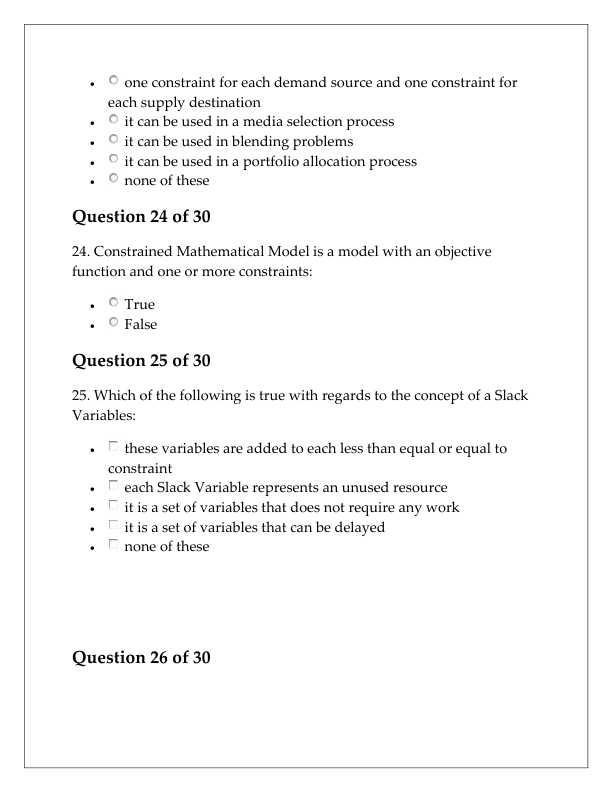 one constraint for each demand source and one constraint for
each supply destination
it can be used in a media selection process
it can be used in blending problems
it can be used in a portfolio allocation process
none of these
Question 24 of 30
24. Constrained Mathematical Model is a model with an objective
function and one or more constraints:
True
False
Question 25 of 30
25. Which of the following is true with regards to the concept of a Slack
Variables:
these variables are added to each less than equal or equal to
constraint
each Slack Variable represents an unused resource
it is a set of variables that does not require any work
it is a set of variables that can be delayed
none of these
Question 26 of 30